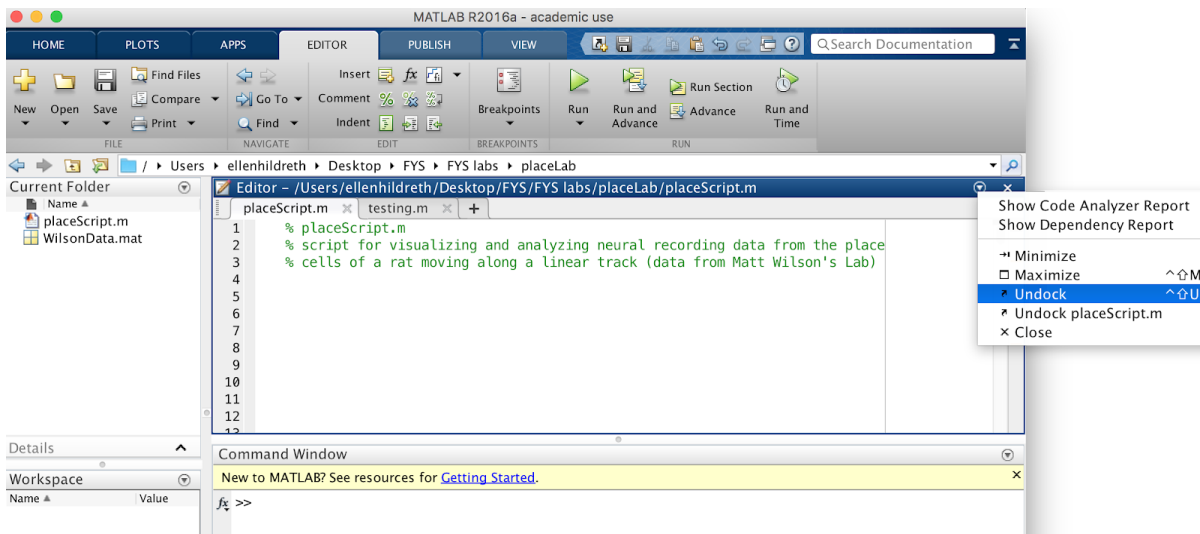 MATLAB R2016a - academic use
HOME PLOTS APPS EDITOR PUBLISH VIEW Search Documentation
Find Files Insert fx
Compare Go To Comment Run Section
New Open Save Breakpoints Run Run and Advance Advance Run and Time
Print Find Indent
FILE NAVIGATE EDIT BREAKPOINTS RUN
/ Users ellenhildreth Desktop FYS FYS labs placeLab
Current Folder
Name
placeScript.m
WilsonData.mat
Details
Workspace
Name Value
Editor – /Users/ellenhildreth/Desktop/FYS/FYS labs/placeLab/placeScript.m
placeScript.m × testing.m × +
1 % placeScript.m
2 % script for visualizing and analyzing neural recording data from the place
3 % cells of a rat moving along a linear track (data from Matt Wilson's Lab)
4
5
6
7
8
9
10
11
12
13
Command Window
New to MATLAB? See resources for Getting Started.
fx >>
Show Code Analyzer Report
Show Dependency Report
Minimize
Maximize ^⇧M
Undock ^⇧U
Undock placeScript.m
Close